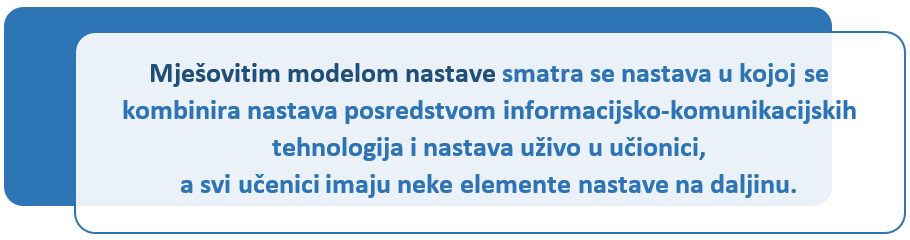 Mješovitim modelom nastave smatra se nastava u kojoj se
kombinira nastava posredstvom informacijsko-komunikacijskih
tehnologija i nastava uživo u učionici,
a svi učenici imaju neke elemente nastave na daljinu.